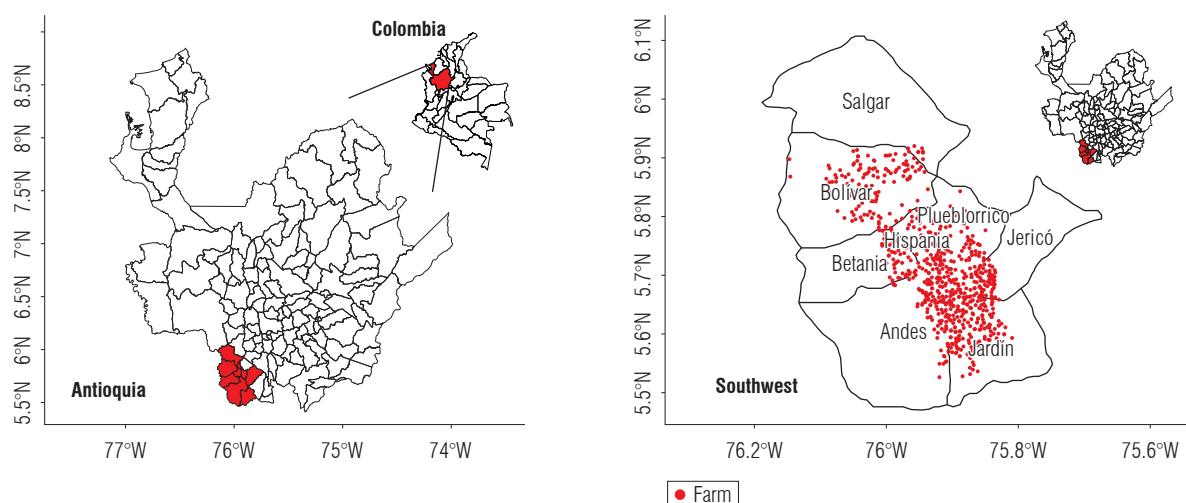 Colombia
8.5°N
8°N
7.5°N
7°N
6.5°N
6°N
5.5°N
Antioquia
77°W
76°W
75°W
74°W
6.1°N
6°N
5.9°N
5.8°N
5.7°N
5.6°N
5.5°N
Salgar
Bolívar
Plueblorrico
Hispania
Jericó
Betania
Andes
Jardín
Southwest
76.2°W
76°W
75.8°W
75.6°W
Farm